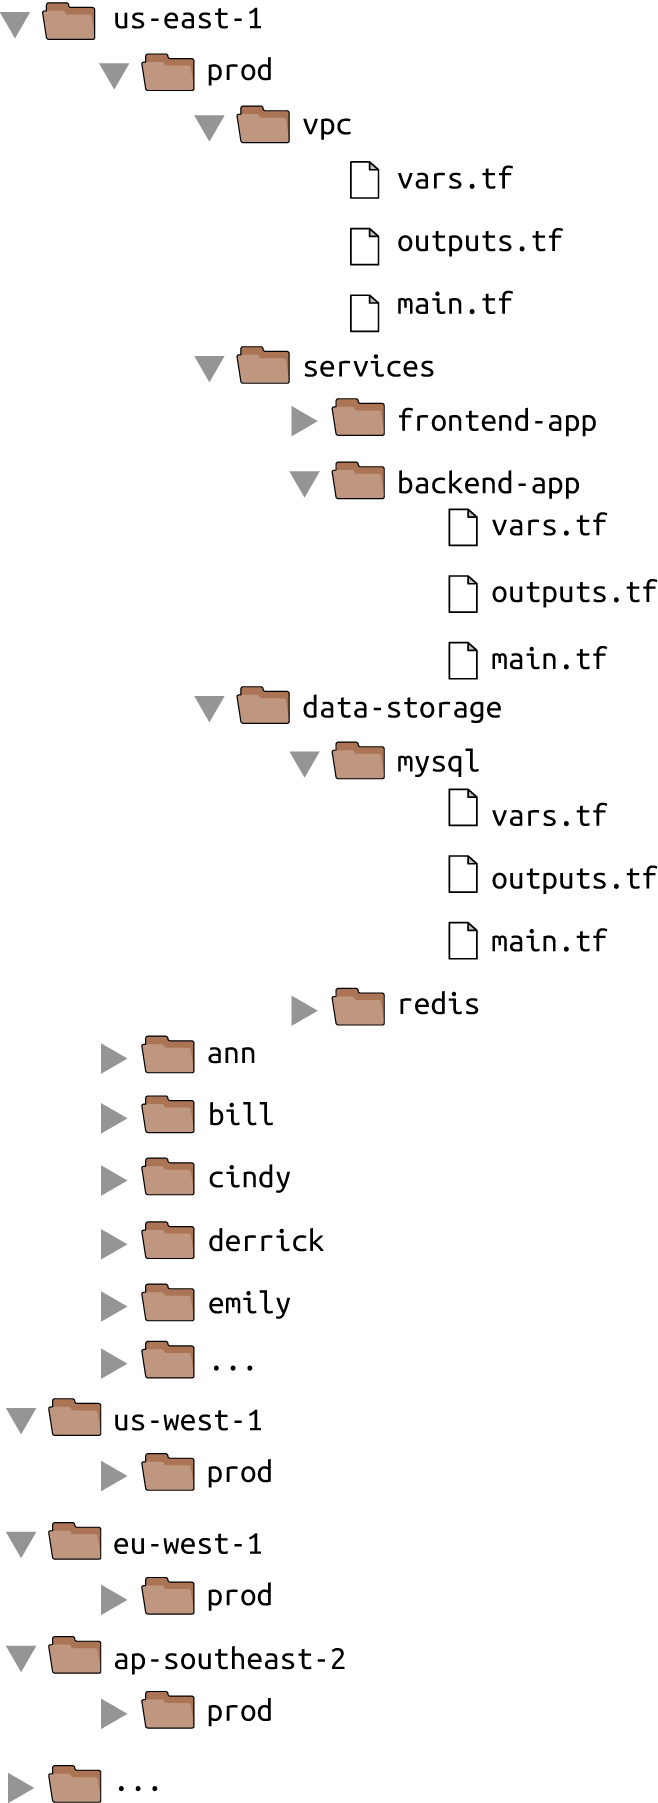 us-east-1
prod
vpc
vars.tf
outputs.tf
main.tf
services
frontend-app
backend-app
vars.tf
outputs.tf
main.tf
data-storage
mysql
vars.tf
outputs.tf
main.tf
redis
ann
bill
cindy
derrick
emily
...
us-west-1
prod
eu-west-1
prod
ap-southeast-2
prod
...